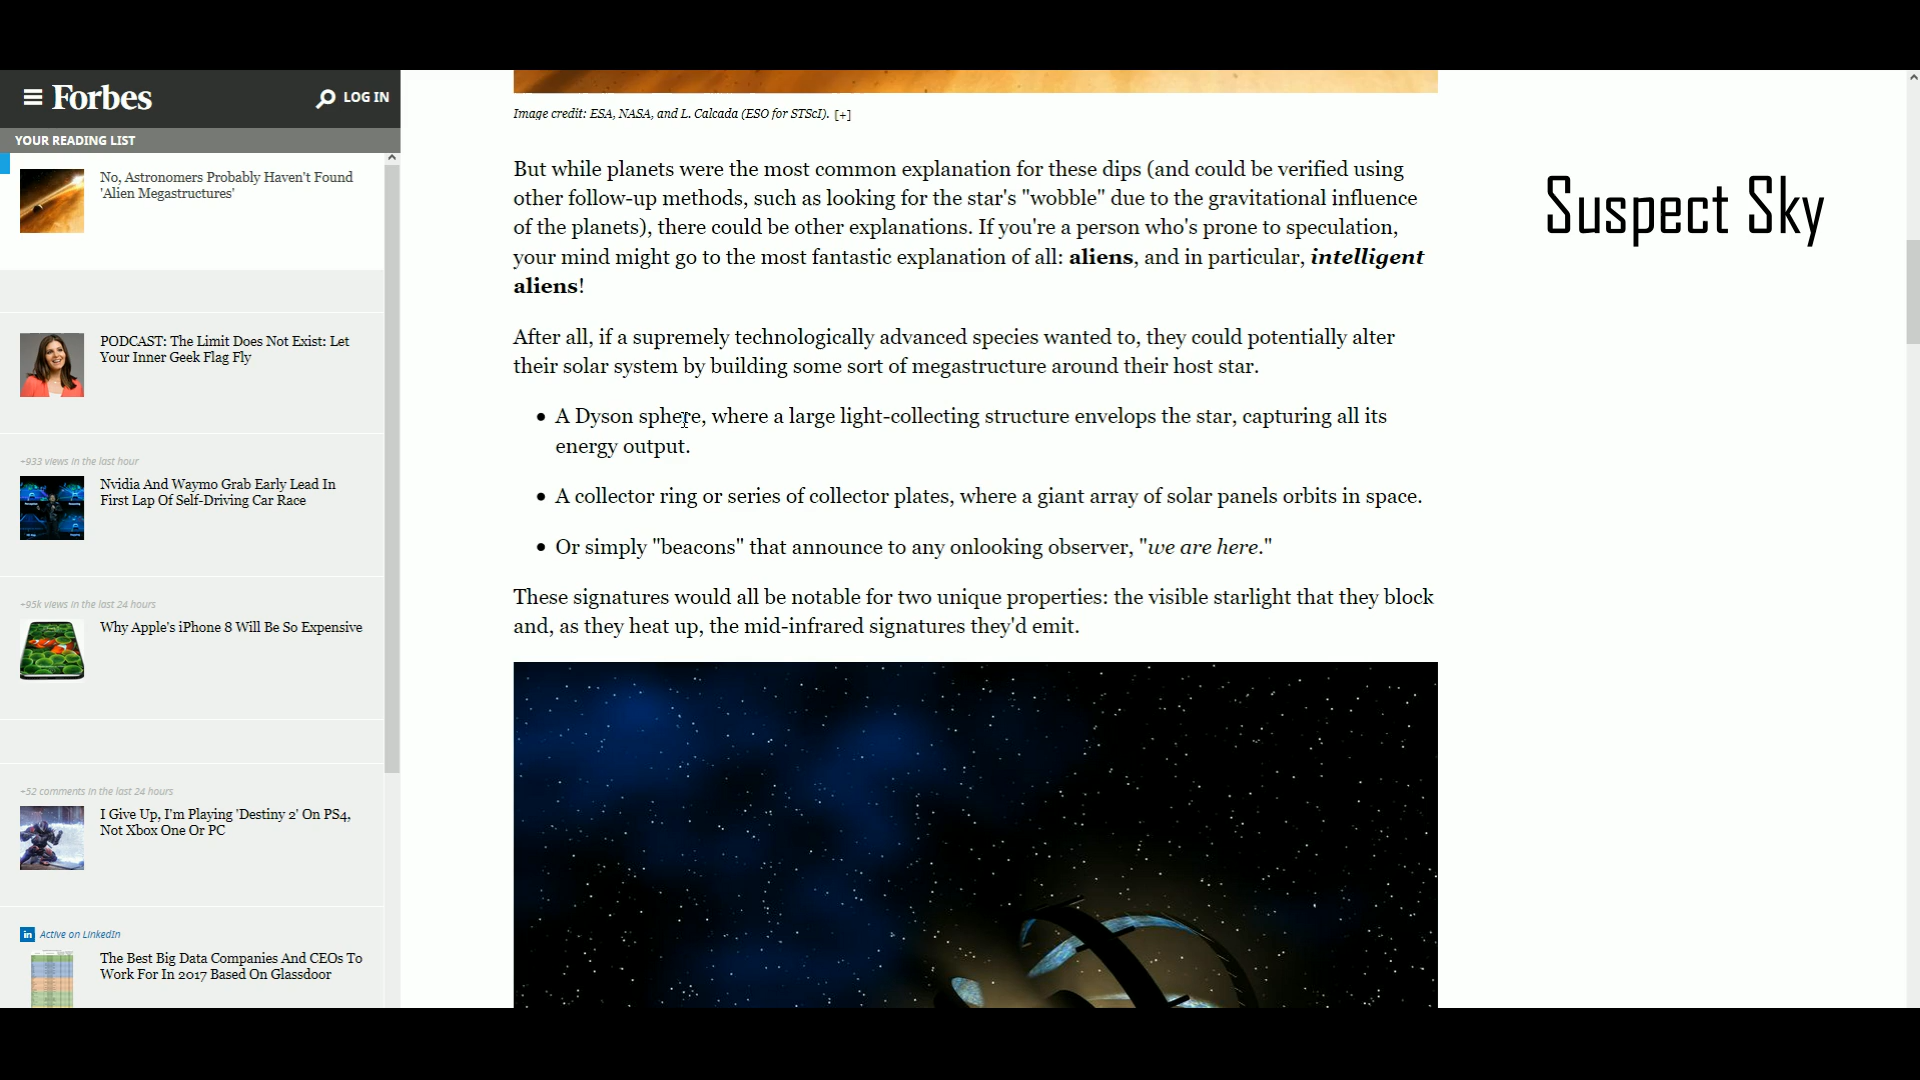 Forbes
LOG IN
YOUR READING LIST
No, Astronomers Probably Haven't Found
'Alien Megastructures'
PODCAST: The Limit Does Not Exist: Let
Your Inner Geek Flag Fly
+933 views in the last hour
Nvidia And Waymo Grab Early Lead In
First Lap Of Self-Driving Car Race
+95k views in the last 24 hours
Why Apple's iPhone 8 Will Be So Expensive
+52 comments in the last 24 hours
I Give Up, I'm Playing 'Destiny 2' On PS4,
Not Xbox One Or PC
in Active on LinkedIn
The Best Big Data Companies And CEOs To
Work For In 2017 Based On Glassdoor
Image credit: ESA, NASA, and L. Calcada (ESO for STScI). [+]
But while planets were the most common explanation for these dips (and could be verified using
other follow-up methods, such as looking for the star's "wobble" due to the gravitational influence
of the planets), there could be other explanations. If you're a person who's prone to speculation,
your mind might go to the most fantastic explanation of all: aliens, and in particular, intelligent
aliens!
After all, if a supremely technologically advanced species wanted to, they could potentially alter
their solar system by building some sort of megastructure around their host star.
• A Dyson sphere, where a large light-collecting structure envelops the star, capturing all its
energy output.
• A collector ring or series of collector plates, where a giant array of solar panels orbits in space.
• Or simply "beacons" that announce to any onlooking observer, "we are here."
These signatures would all be notable for two unique properties: the visible starlight that they block
and, as they heat up, the mid-infrared signatures they'd emit.
Suspect Sky